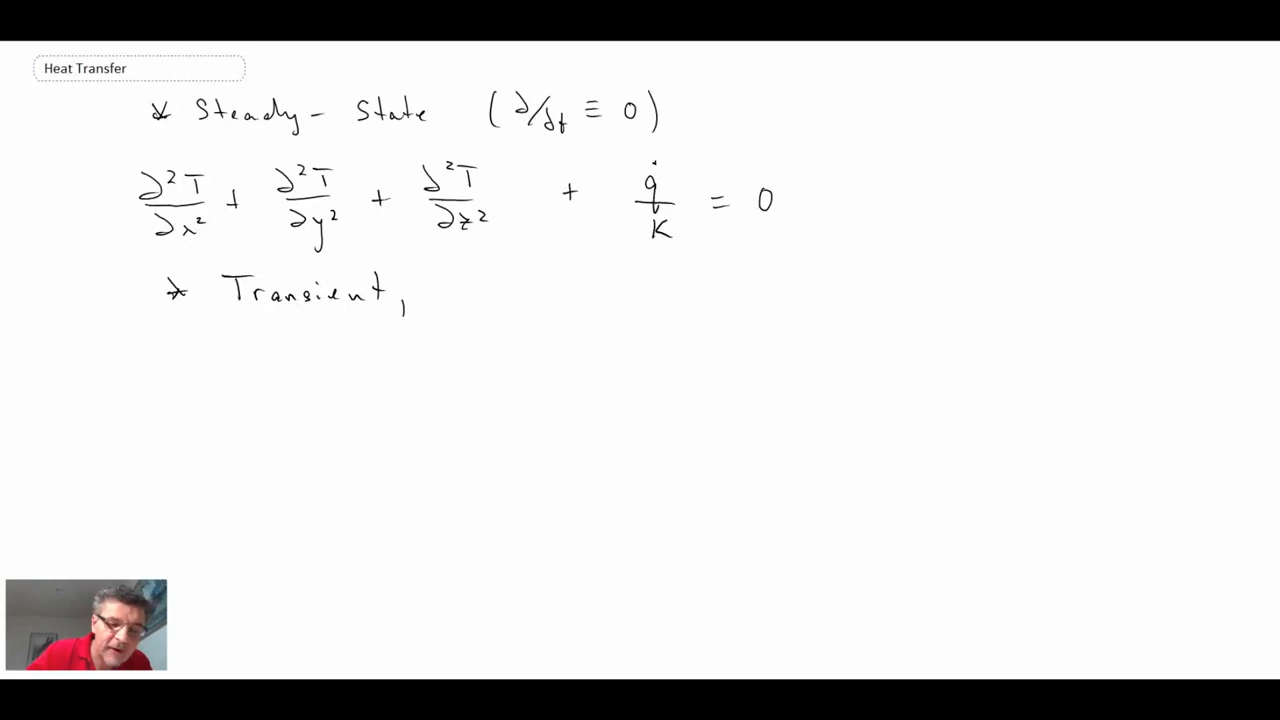 Heat Transfer
* Steady-State (∂/∂t ≡ 0)
∂²T/∂x² + ∂²T/∂y² + ∂²T/∂z² + q̇/K = 0
* Transient,